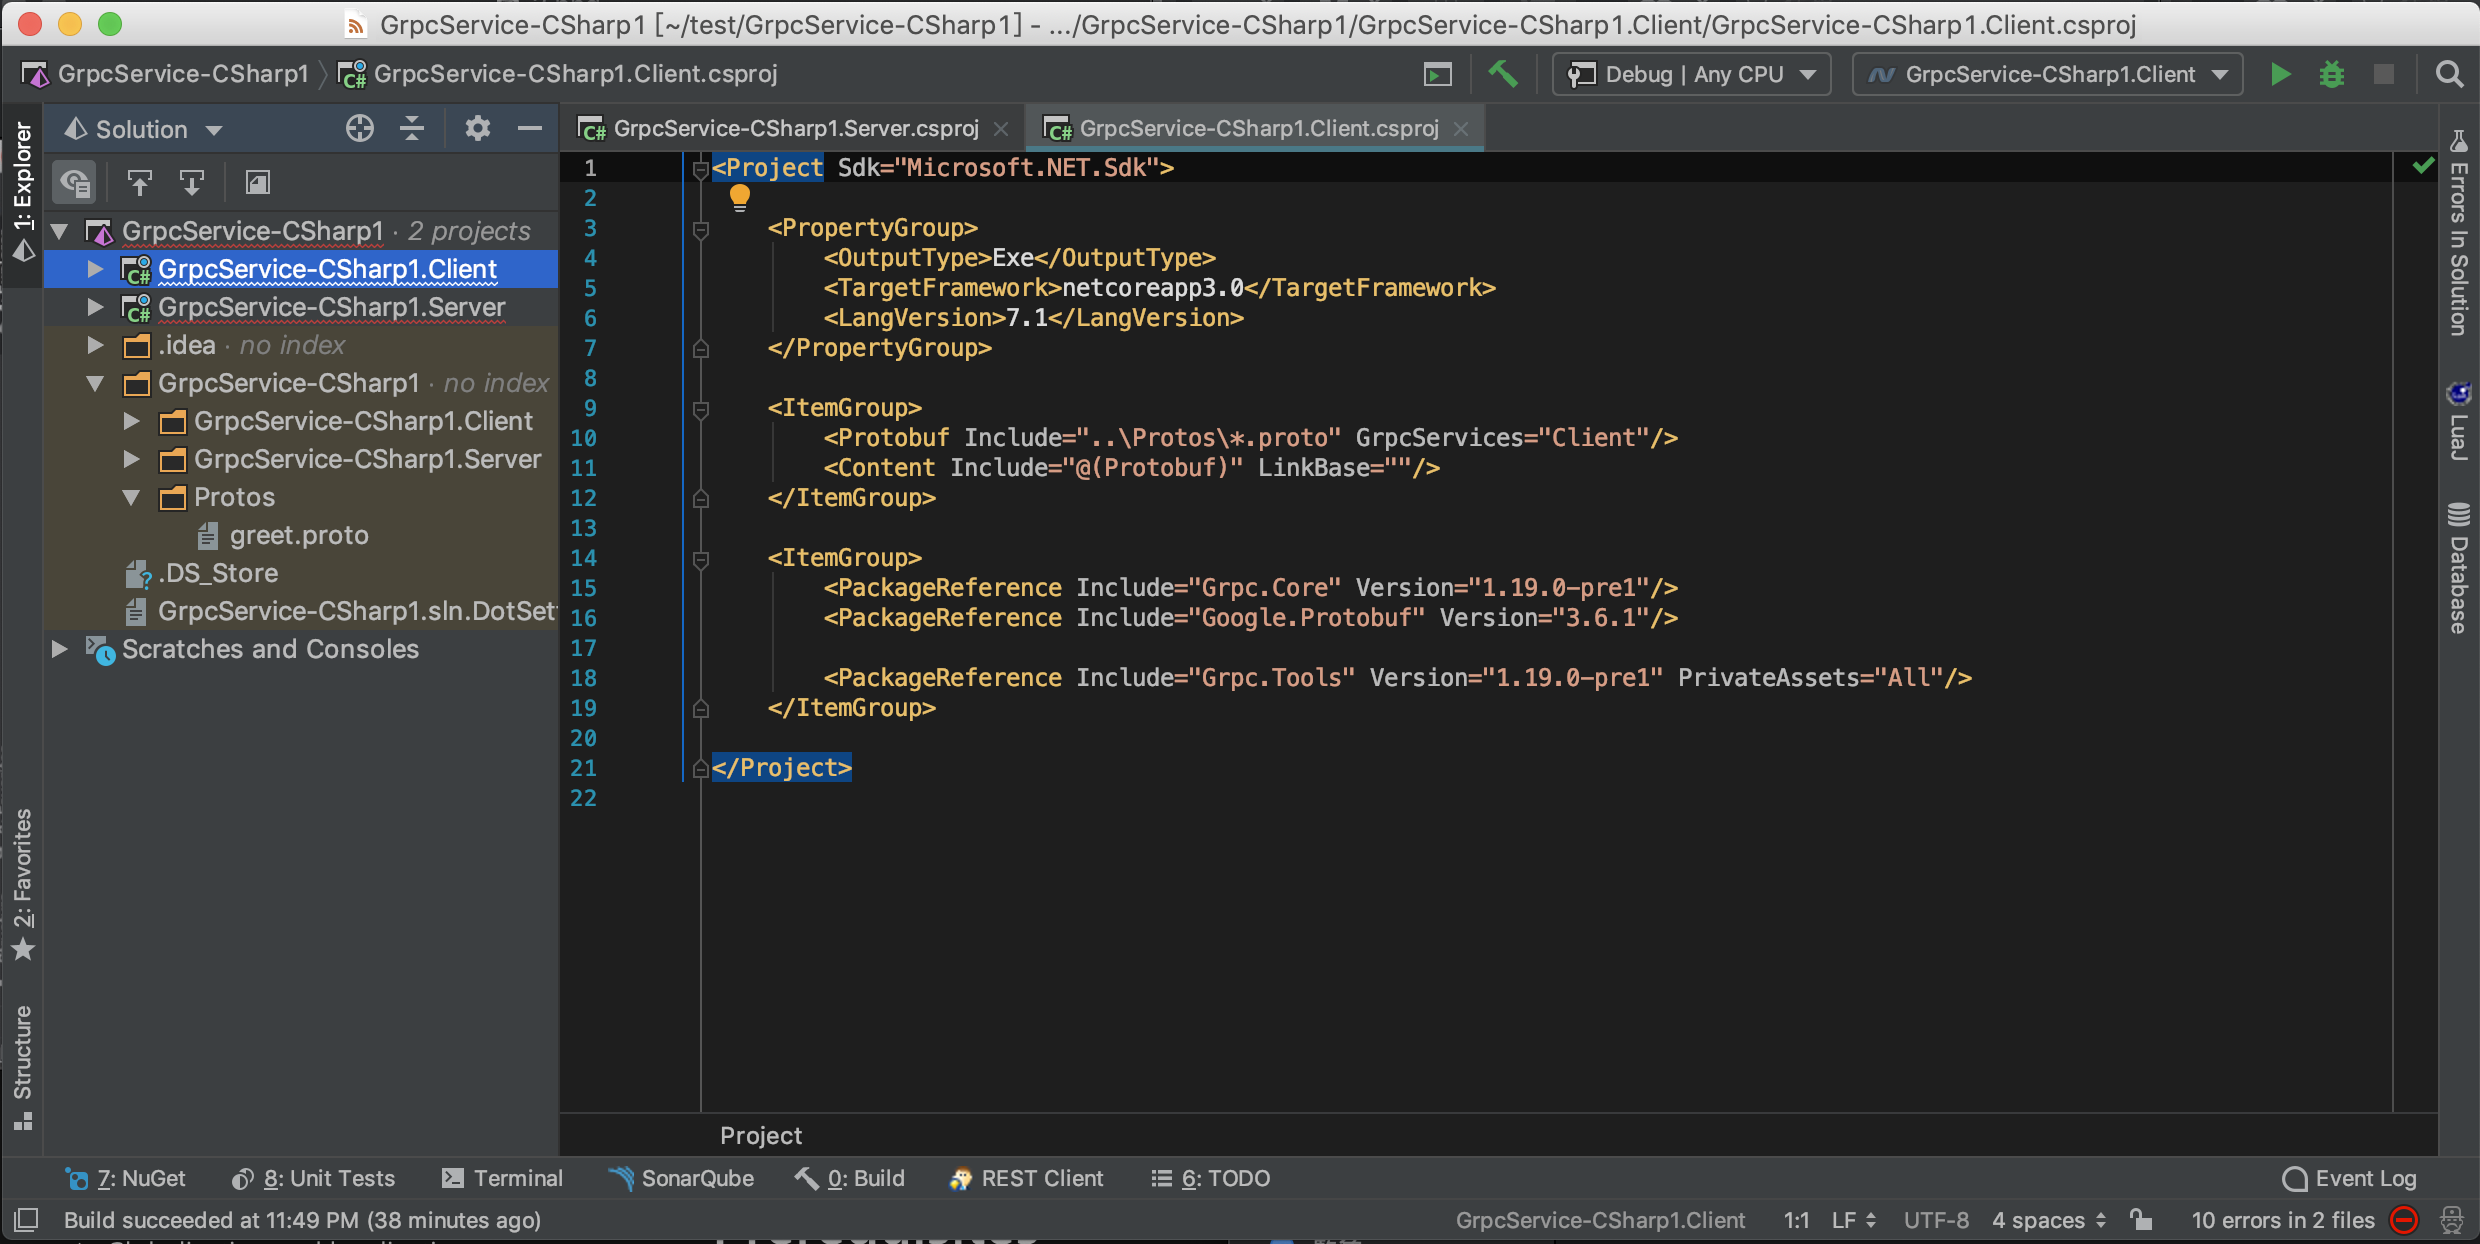 GrpcService-CSharp1 [~/test/GrpcService-CSharp1] - .../GrpcService-CSharp1/GrpcService-CSharp1.Client/GrpcService-CSharp1.Client.csproj
GrpcService-CSharp1 GrpcService-CSharp1.Client.csproj Debug | Any CPU GrpcService-CSharp1.Client
1: Explorer
2: Favorites
Structure
Solution
GrpcService-CSharp1 · 2 projects
GrpcService-CSharp1.Client
GrpcService-CSharp1.Server
.idea · no index
GrpcService-CSharp1 · no index
GrpcService-CSharp1.Client
GrpcService-CSharp1.Server
Protos
greet.proto
.DS_Store
GrpcService-CSharp1.sln.DotSet
Scratches and Consoles
GrpcService-CSharp1.Server.csproj GrpcService-CSharp1.Client.csproj
1 <Project Sdk="Microsoft.NET.Sdk">
2
3 <PropertyGroup>
4 <OutputType>Exe</OutputType>
5 <TargetFramework>netcoreapp3.0</TargetFramework>
6 <LangVersion>7.1</LangVersion>
7 </PropertyGroup>
8
9 <ItemGroup>
10 <Protobuf Include="..\Protos\*.proto" GrpcServices="Client"/>
11 <Content Include="@(Protobuf)" LinkBase=""/>
12 </ItemGroup>
13
14 <ItemGroup>
15 <PackageReference Include="Grpc.Core" Version="1.19.0-pre1"/>
16 <PackageReference Include="Google.Protobuf" Version="3.6.1"/>
17
18 <PackageReference Include="Grpc.Tools" Version="1.19.0-pre1" PrivateAssets="All"/>
19 </ItemGroup>
20
21 </Project>
22
Project
Errors In Solution
LuaJ
Database
7: NuGet 8: Unit Tests Terminal SonarQube 0: Build REST Client 6: TODO Event Log
Build succeeded at 11:49 PM (38 minutes ago) GrpcService-CSharp1.Client 1:1 LF UTF-8 4 spaces 10 errors in 2 files